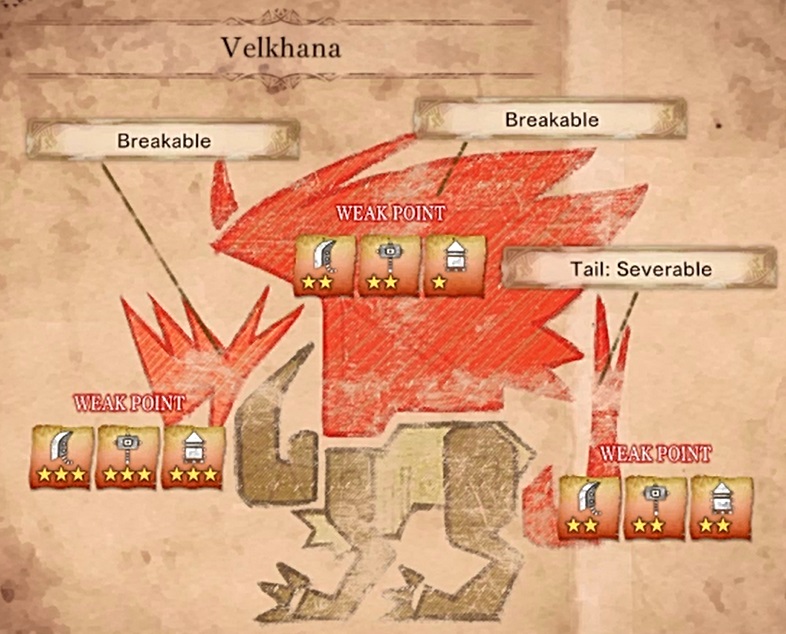 Velkhana
Breakable
Breakable
WEAK POINT
Tail: Severable
WEAK POINT
WEAK POINT